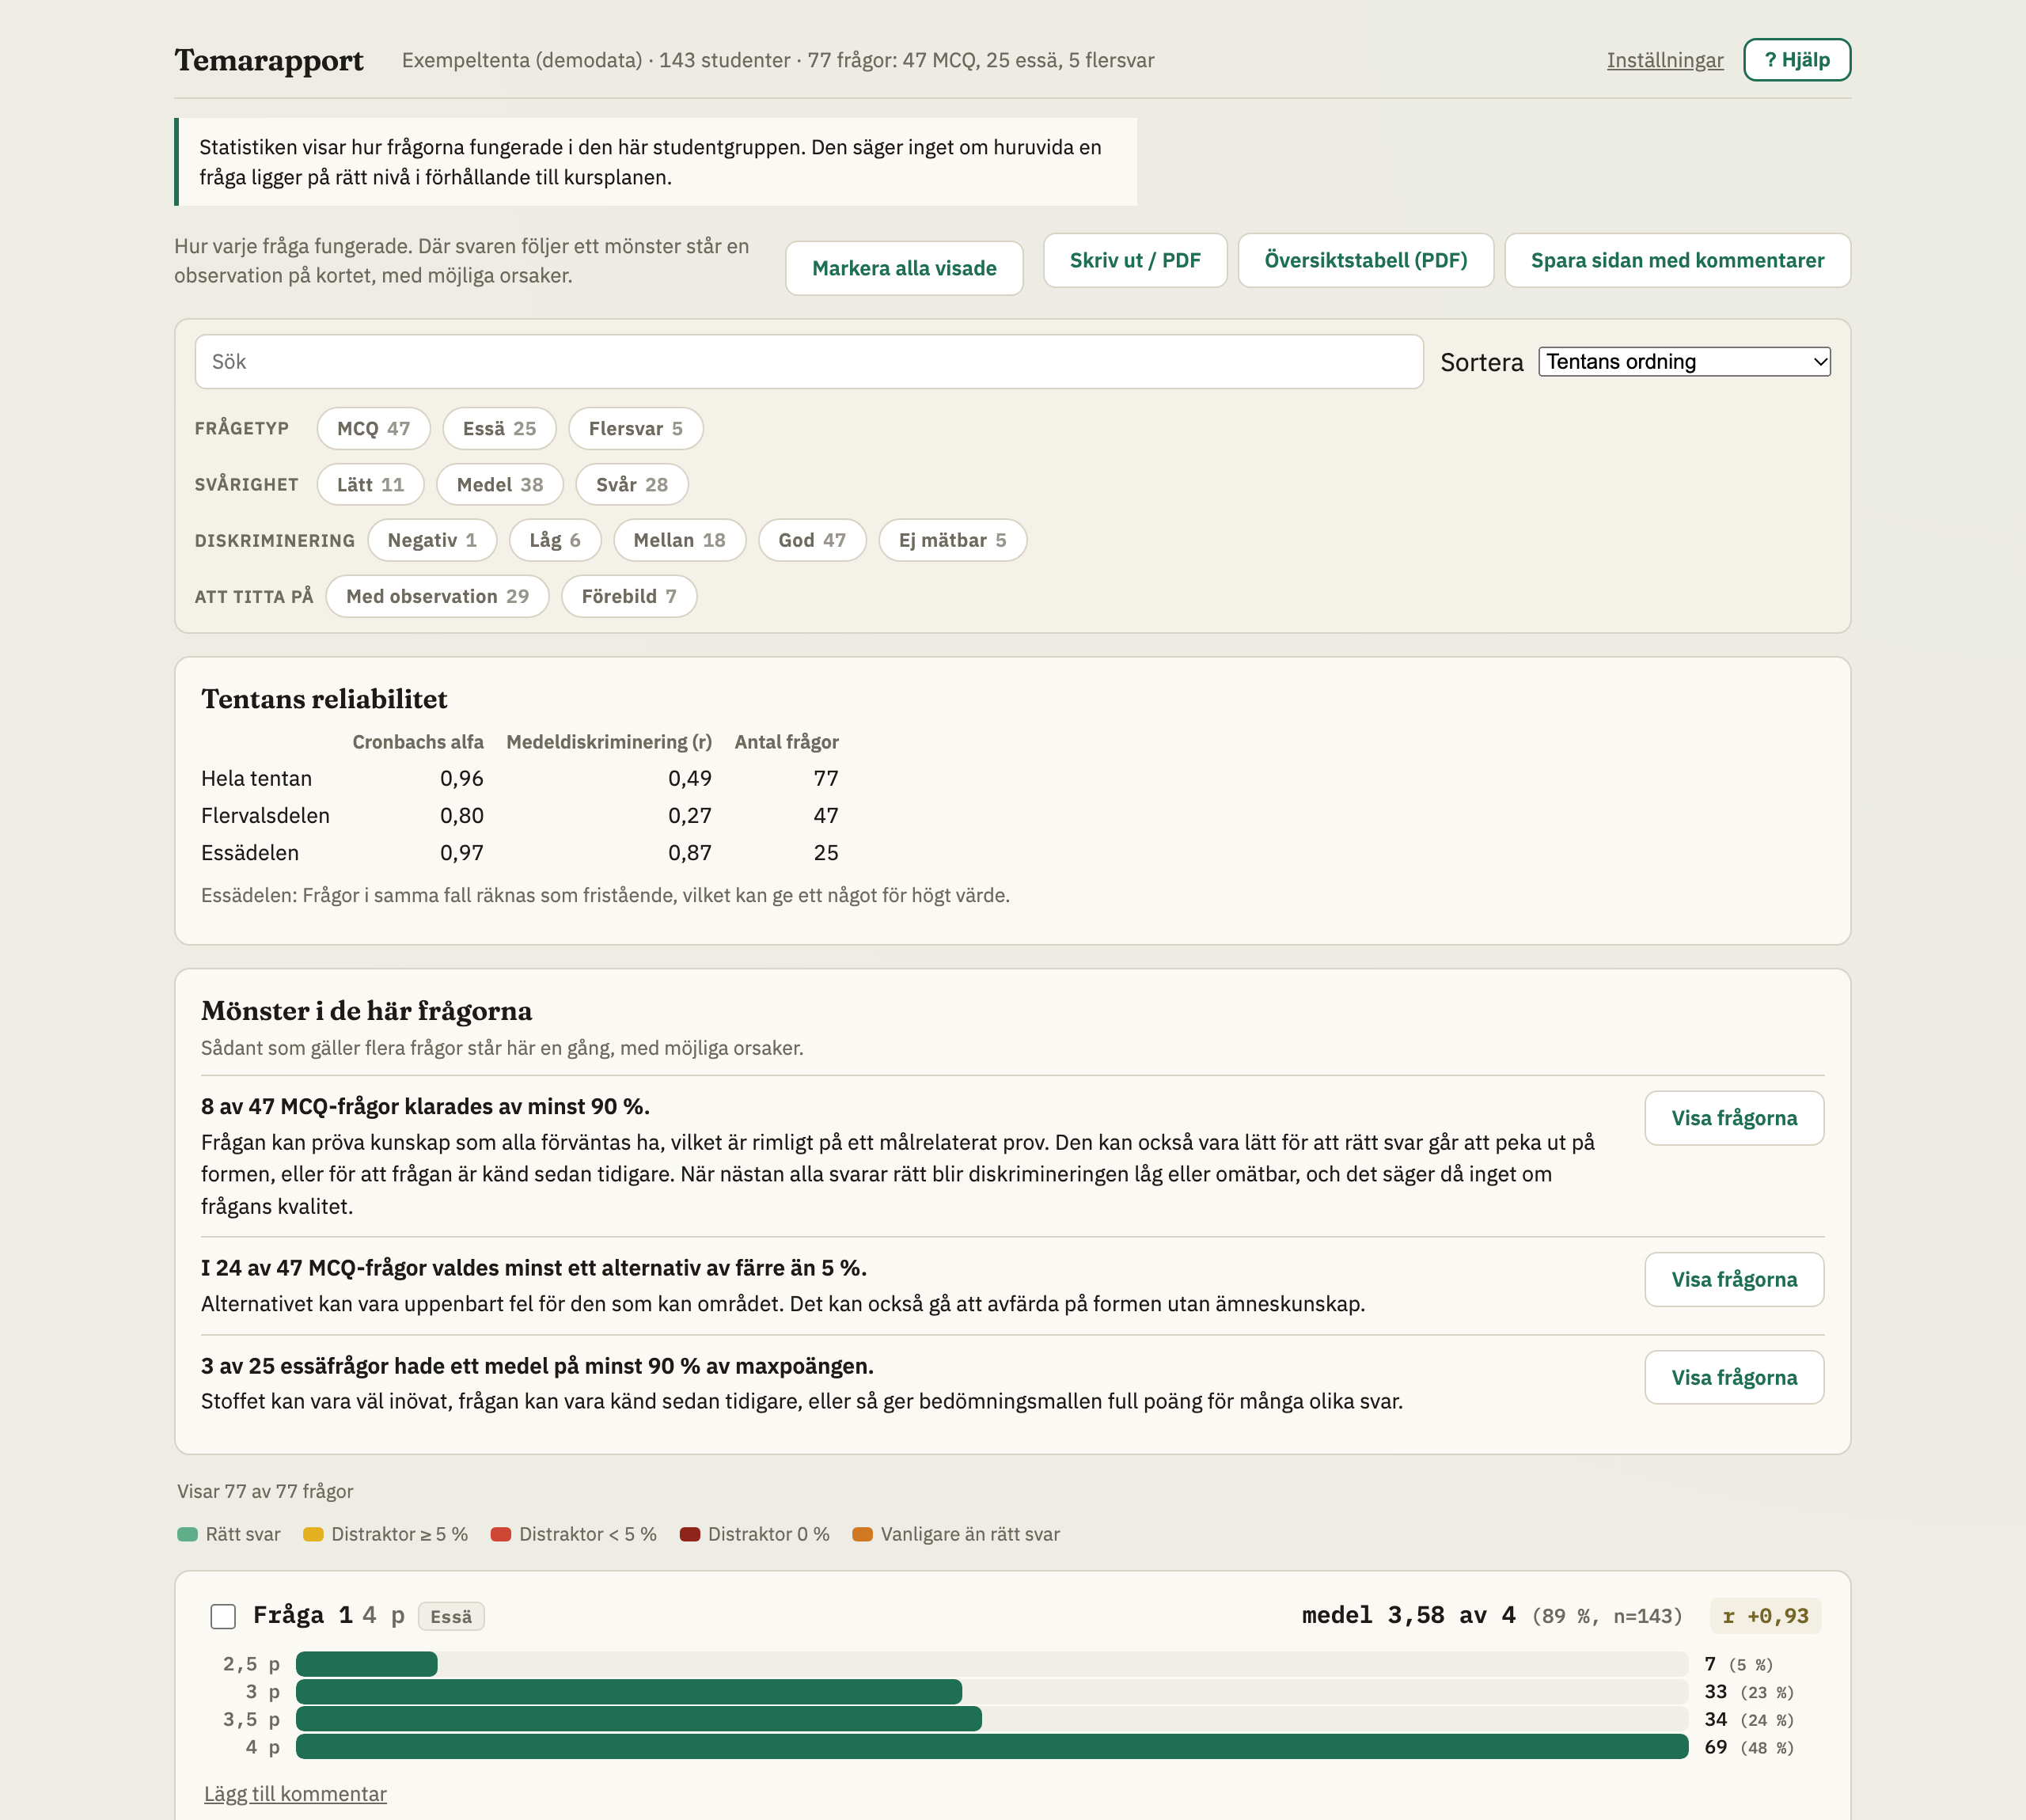 Temarapport Exempeltenta (demodata) · 143 studenter · 77 frågor: 47 MCQ, 25 essä, 5 flersvar Inställningar ? Hjälp
Statistiken visar hur frågorna fungerade i den här studentgruppen. Den säger inget om huruvida en
fråga ligger på rätt nivå i förhållande till kursplanen.
Hur varje fråga fungerade. Där svaren följer ett mönster står en
observation på kortet, med möjliga orsaker.
Markera alla visade Skriv ut / PDF Översiktstabell (PDF) Spara sidan med kommentarer
Sök Sortera Tentans ordning
FRÅGETYP MCQ 47 Essä 25 Flersvar 5
SVÅRIGHET Lätt 11 Medel 38 Svår 28
DISKRIMINERING Negativ 1 Låg 6 Mellan 18 God 47 Ej mätbar 5
ATT TITTA PÅ Med observation 29 Förebild 7
Tentans reliabilitet
Cronbachs alfa Medeldiskriminering (r) Antal frågor
Hela tentan 0,96 0,49 77
Flervalsdelen 0,80 0,27 47
Essädelen 0,97 0,87 25
Essädelen: Frågor i samma fall räknas som fristående, vilket kan ge ett något för högt värde.
Mönster i de här frågorna
Sådant som gäller flera frågor står här en gång, med möjliga orsaker.
8 av 47 MCQ-frågor klarades av minst 90 %. Visa frågorna
Frågan kan pröva kunskap som alla förväntas ha, vilket är rimligt på ett målrelaterat prov. Den kan också vara lätt för att rätt svar går att peka ut på
formen, eller för att frågan är känd sedan tidigare. När nästan alla svarar rätt blir diskrimineringen låg eller omätbar, och det säger då inget om
frågans kvalitet.
I 24 av 47 MCQ-frågor valdes minst ett alternativ av färre än 5 %. Visa frågorna
Alternativet kan vara uppenbart fel för den som kan området. Det kan också gå att avfärda på formen utan ämneskunskap.
3 av 25 essäfrågor hade ett medel på minst 90 % av maxpoängen. Visa frågorna
Stoffet kan vara väl inövat, frågan kan vara känd sedan tidigare, eller så ger bedömningsmallen full poäng för många olika svar.
Visar 77 av 77 frågor
Rätt svar Distraktor ≥ 5 % Distraktor < 5 % Distraktor 0 % Vanligare än rätt svar
Fråga 1 4 p Essä medel 3,58 av 4 (89 %, n=143) r +0,93
2,5 p 7 (5 %)
3 p 33 (23 %)
3,5 p 34 (24 %)
4 p 69 (48 %)
Lägg till kommentar